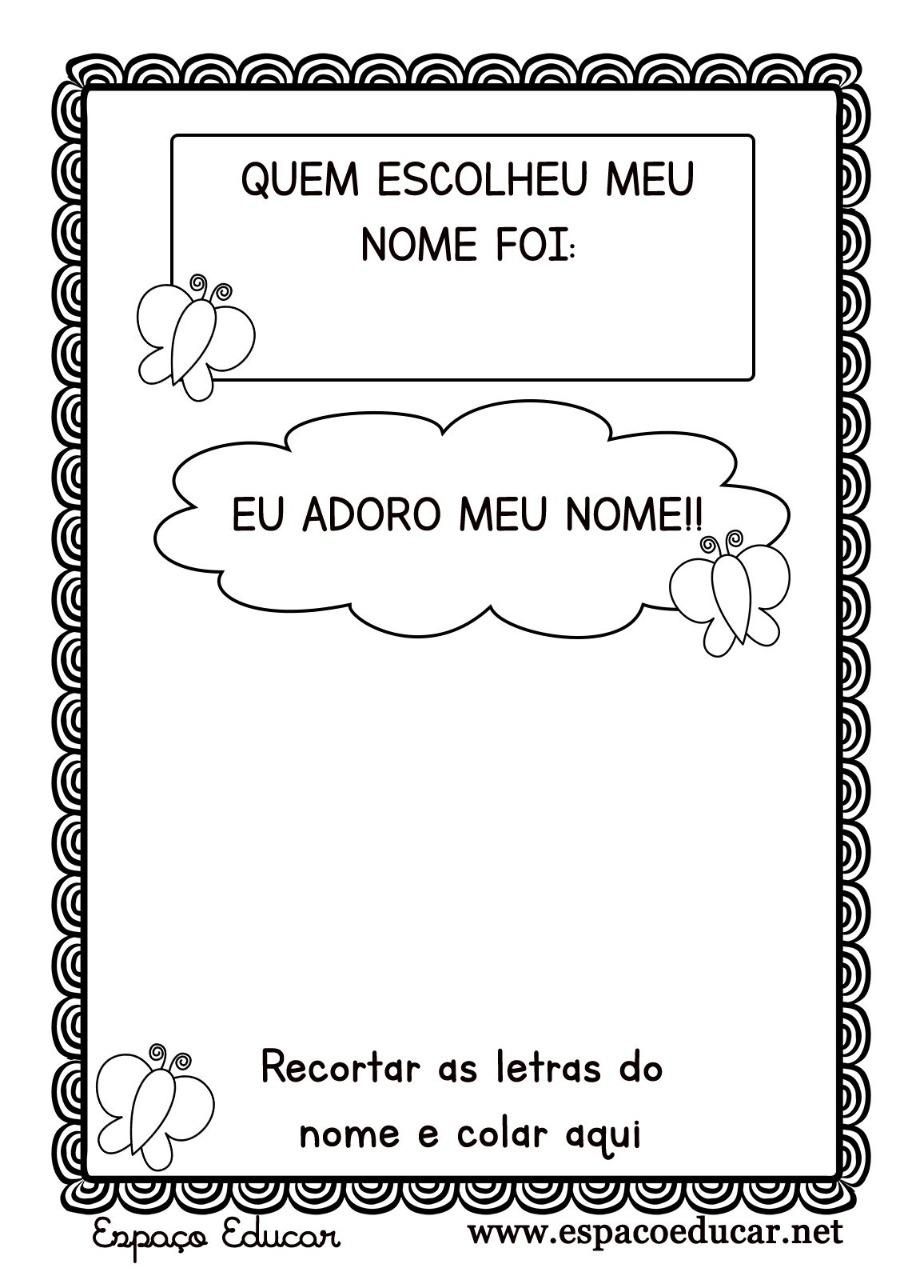 QUEM ESCOLHEU MEU
NOME FOI:
EU ADORO MEU NOME!!
Recortar as letras do
nome e colar aqui
Espaço Educar
www.espacoeducar.net